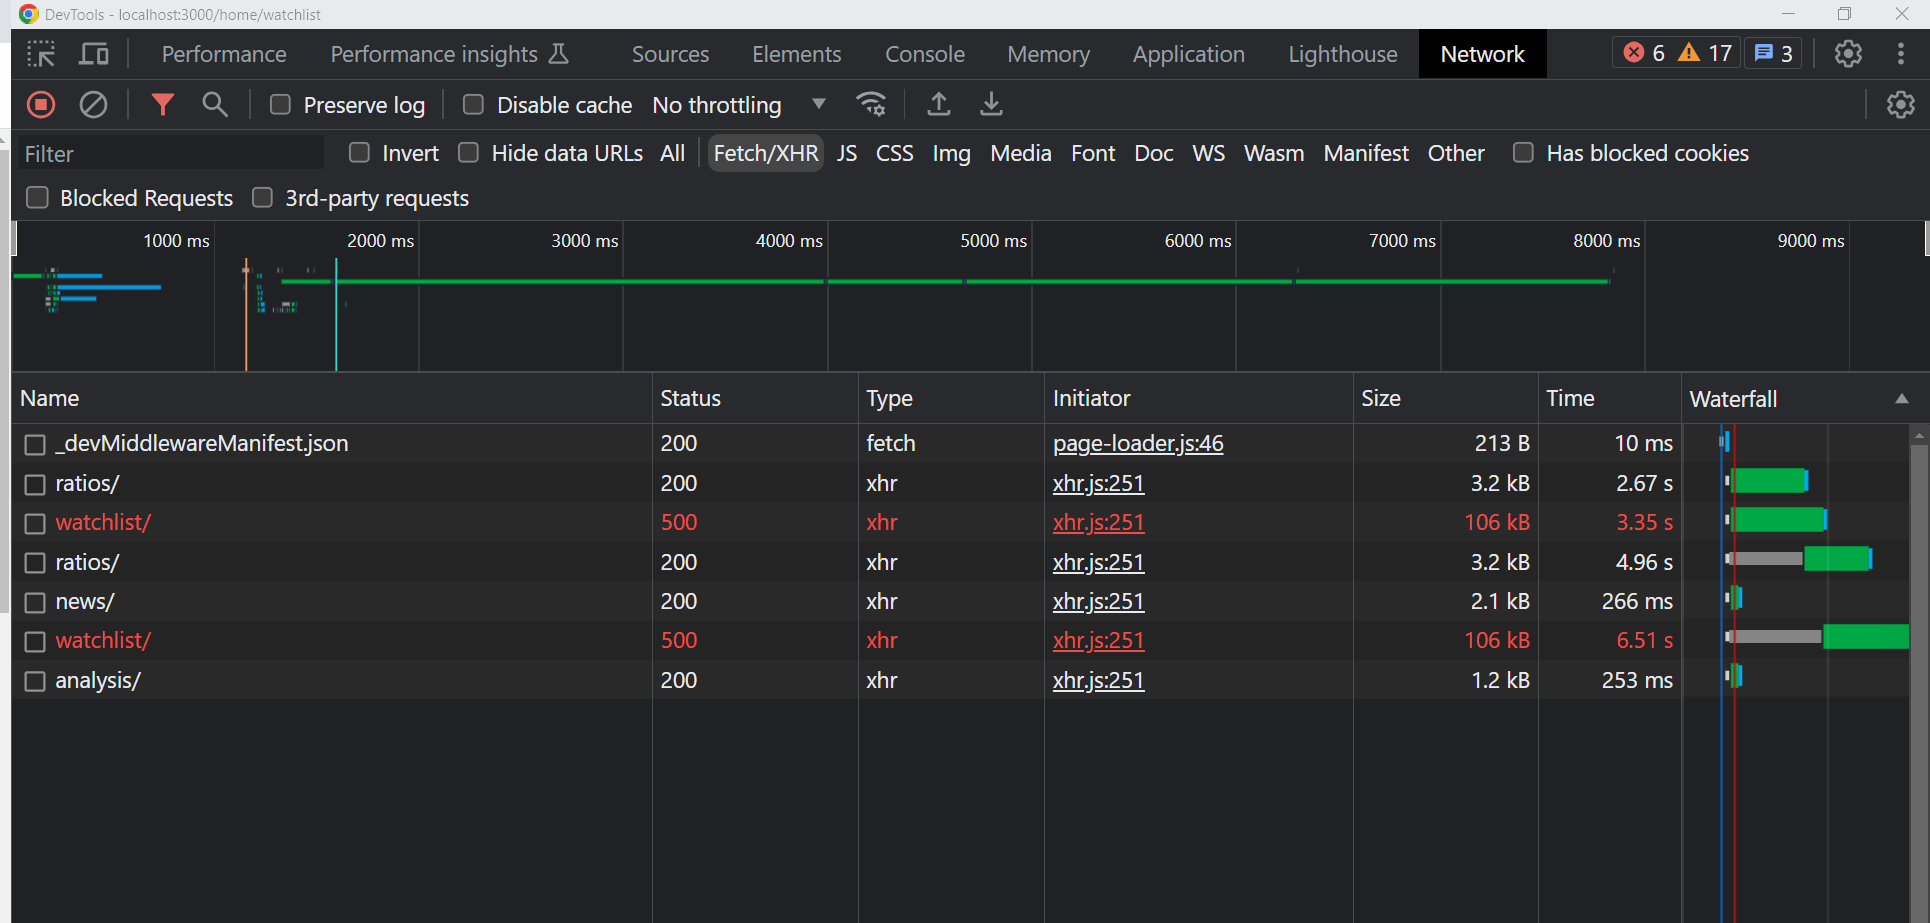 DevTools - localhost:3000/home/watchlist
Performance Performance insights Sources Elements Console Memory Application Lighthouse Network 6 17 3
Preserve log Disable cache No throttling
Filter Invert Hide data URLs All Fetch/XHR JS CSS Img Media Font Doc WS Wasm Manifest Other Has blocked cookies
Blocked Requests 3rd-party requests
1000 ms 2000 ms 3000 ms 4000 ms 5000 ms 6000 ms 7000 ms 8000 ms 9000 ms
Name Status Type Initiator Size Time Waterfall
_devMiddlewareManifest.json 200 fetch page-loader.js:46 213 B 10 ms
ratios/ 200 xhr xhr.js:251 3.2 kB 2.67 s
watchlist/ 500 xhr xhr.js:251 106 kB 3.35 s
ratios/ 200 xhr xhr.js:251 3.2 kB 4.96 s
news/ 200 xhr xhr.js:251 2.1 kB 266 ms
watchlist/ 500 xhr xhr.js:251 106 kB 6.51 s
analysis/ 200 xhr xhr.js:251 1.2 kB 253 ms